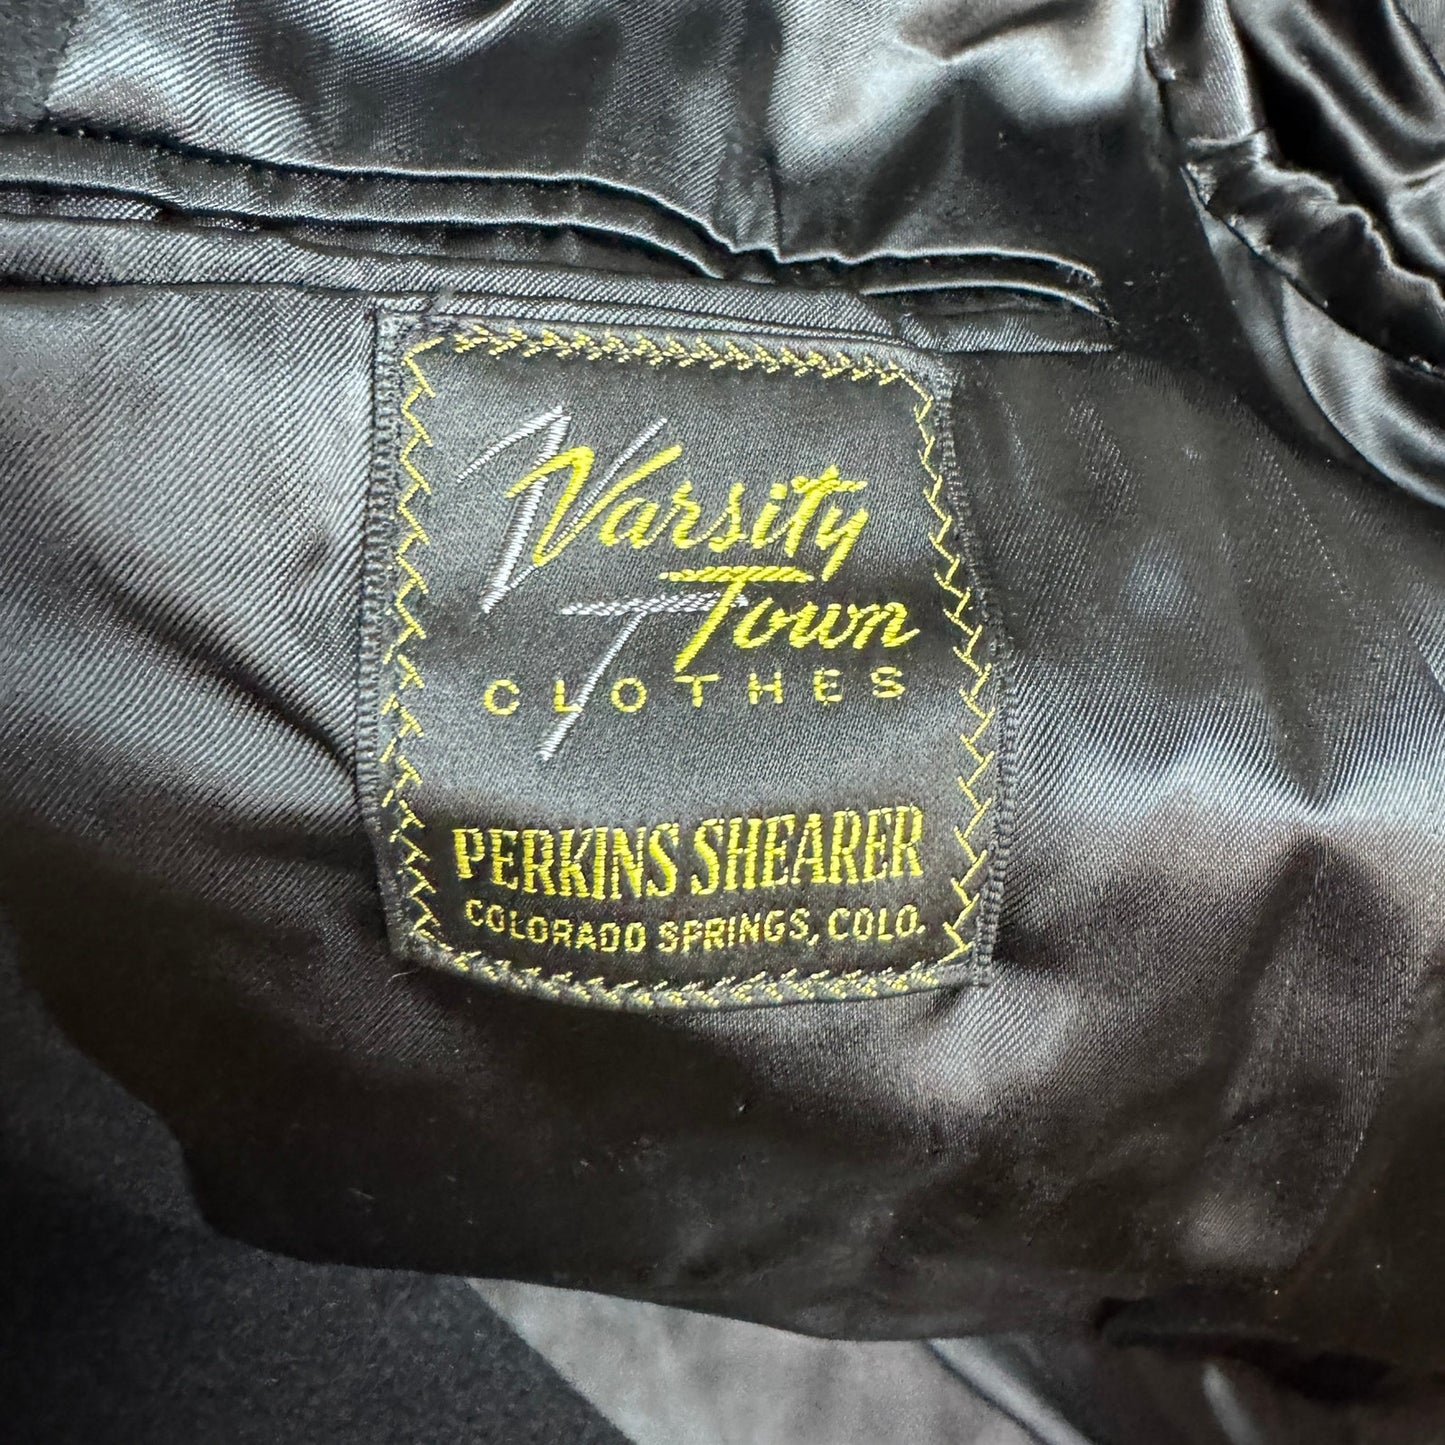 Varsity
Town
CLOTHES
PERKINS SHEARER
COLORADO SPRINGS, COLO.